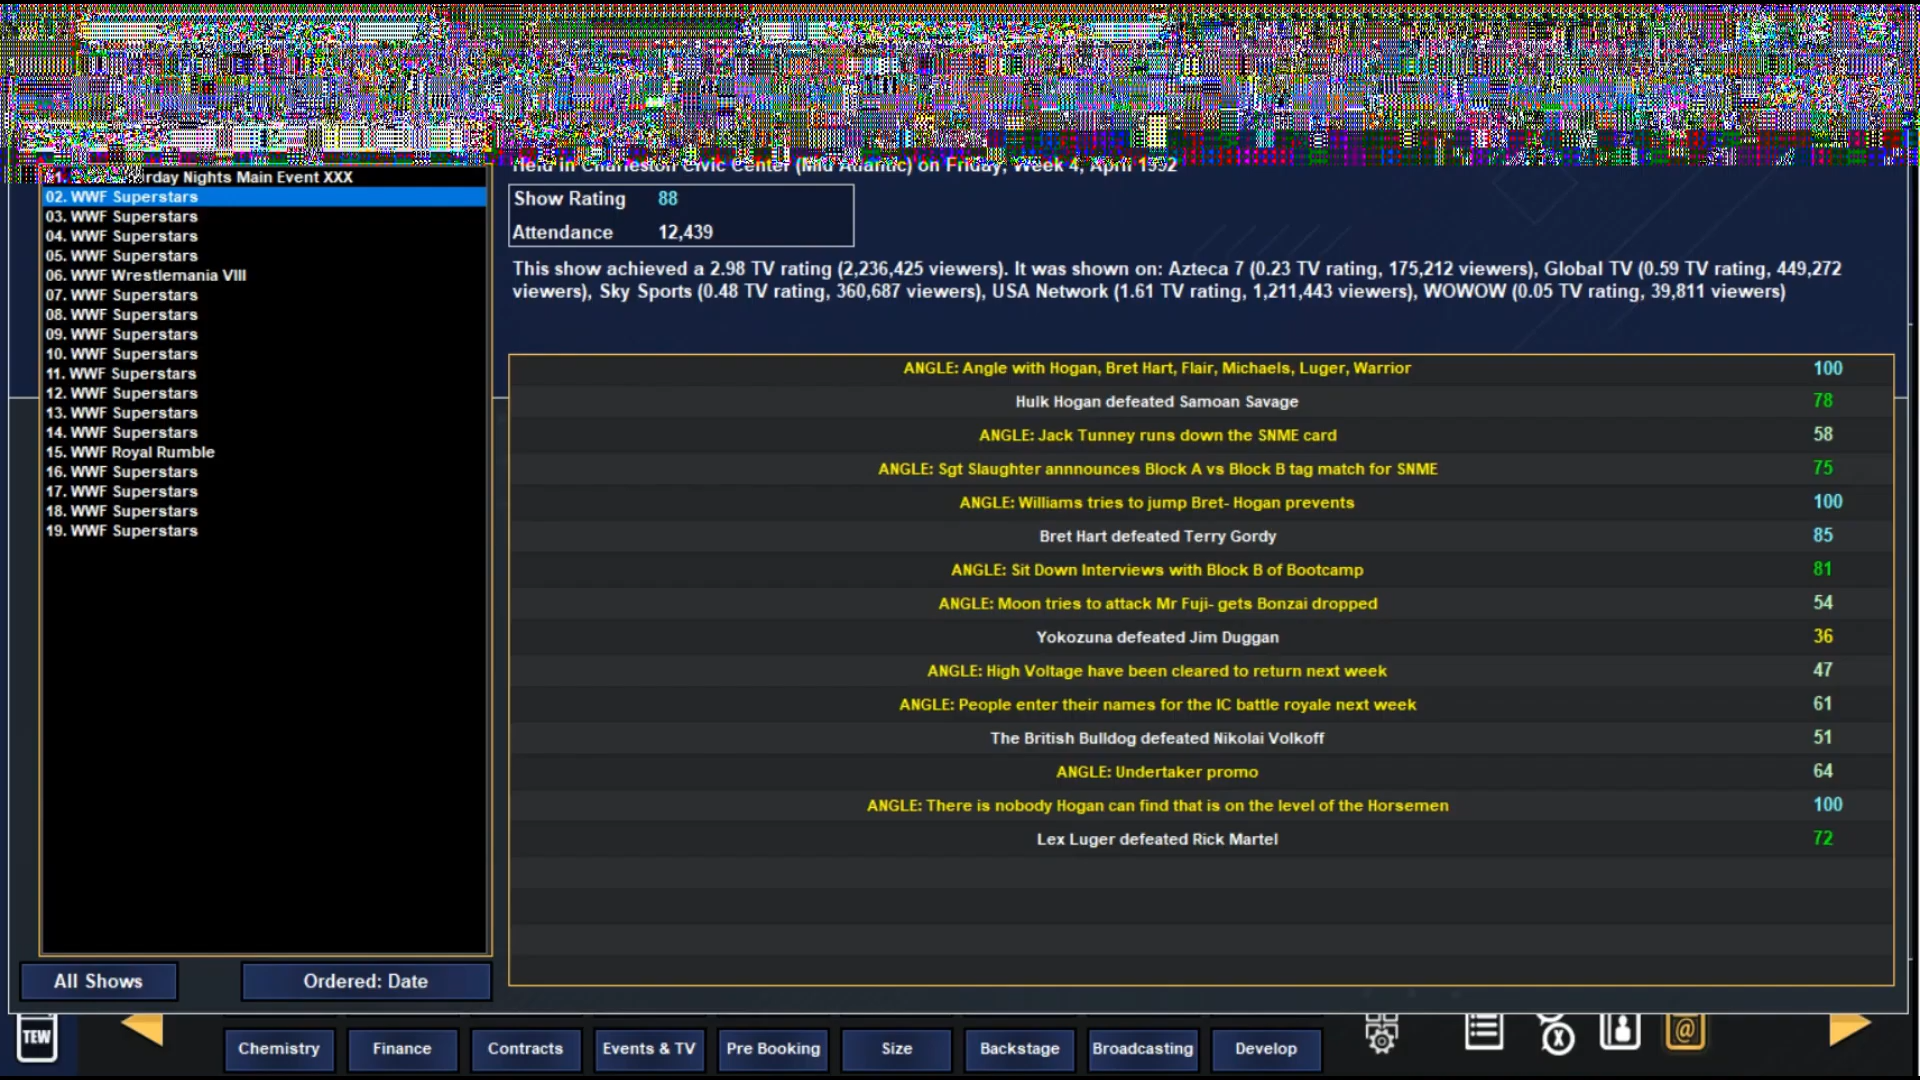 Held in Charleston Civic Center (Mid Atlantic) on Friday, Week 4, April 1992
rday Nights Main Event XXX
02. WWF Superstars
03. WWF Superstars
04. WWF Superstars
05. WWF Superstars
06. WWF Wrestlemania VIII
07. WWF Superstars
08. WWF Superstars
09. WWF Superstars
10. WWF Superstars
11. WWF Superstars
12. WWF Superstars
13. WWF Superstars
14. WWF Superstars
15. WWF Royal Rumble
16. WWF Superstars
17. WWF Superstars
18. WWF Superstars
19. WWF Superstars
Show Rating 88
Attendance 12,439
This show achieved a 2.98 TV rating (2,236,425 viewers). It was shown on: Azteca 7 (0.23 TV rating, 175,212 viewers), Global TV (0.59 TV rating, 449,272
viewers), Sky Sports (0.48 TV rating, 360,687 viewers), USA Network (1.61 TV rating, 1,211,443 viewers), WOWOW (0.05 TV rating, 39,811 viewers)
ANGLE: Angle with Hogan, Bret Hart, Flair, Michaels, Luger, Warrior 100
Hulk Hogan defeated Samoan Savage 78
ANGLE: Jack Tunney runs down the SNME card 58
ANGLE: Sgt Slaughter annnounces Block A vs Block B tag match for SNME 75
ANGLE: Williams tries to jump Bret- Hogan prevents 100
Bret Hart defeated Terry Gordy 85
ANGLE: Sit Down Interviews with Block B of Bootcamp 81
ANGLE: Moon tries to attack Mr Fuji- gets Bonzai dropped 54
Yokozuna defeated Jim Duggan 36
ANGLE: High Voltage have been cleared to return next week 47
ANGLE: People enter their names for the IC battle royale next week 61
The British Bulldog defeated Nikolai Volkoff 51
ANGLE: Undertaker promo 64
ANGLE: There is nobody Hogan can find that is on the level of the Horsemen 100
Lex Luger defeated Rick Martel 72
All Shows
Ordered: Date
TEW
Chemistry
Finance
Contracts
Events & TV
Pre Booking
Size
Backstage
Broadcasting
Develop